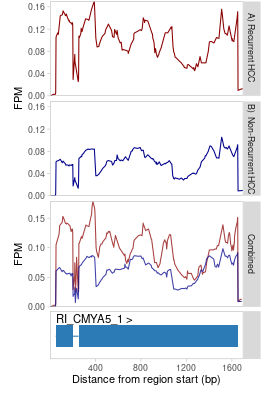 0.16
0.12
0.08
0.04
0.00
A) Recurrent HCC
FPM
0.16
0.12
0.08
0.04
0.00
B) Non-Recurrent HCC
0.15
0.10
0.05
0.00
FPM
Combined
RI_CMYA5_1 >
400 800 1200 1600
Distance from region start (bp)